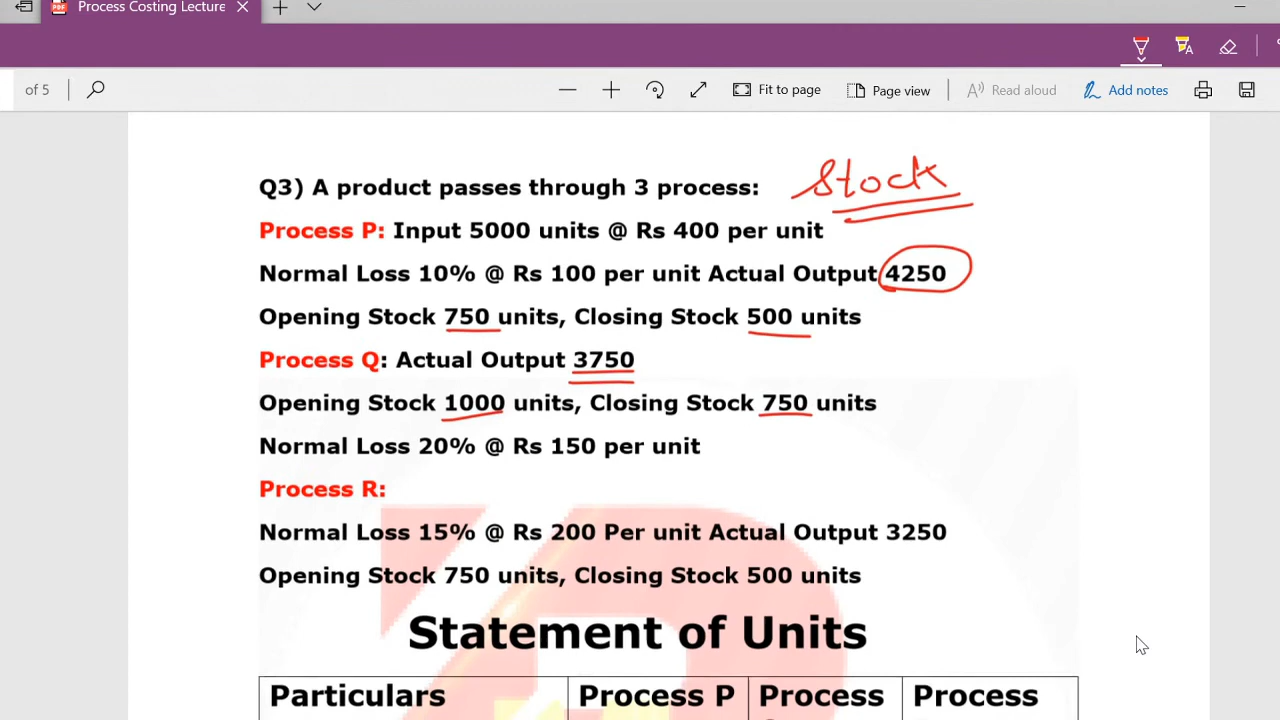 Process Costing Lecture
of 5
Fit to page
Page view
Read aloud
Add notes
Stock
Q3) A product passes through 3 process:
Process P: Input 5000 units @ Rs 400 per unit
Normal Loss 10% @ Rs 100 per unit Actual Output 4250
Opening Stock 750 units, Closing Stock 500 units
Process Q: Actual Output 3750
Opening Stock 1000 units, Closing Stock 750 units
Normal Loss 20% @ Rs 150 per unit
Process R:
Normal Loss 15% @ Rs 200 Per unit Actual Output 3250
Opening Stock 750 units, Closing Stock 500 units
Statement of Units
Particulars Process P Process Process